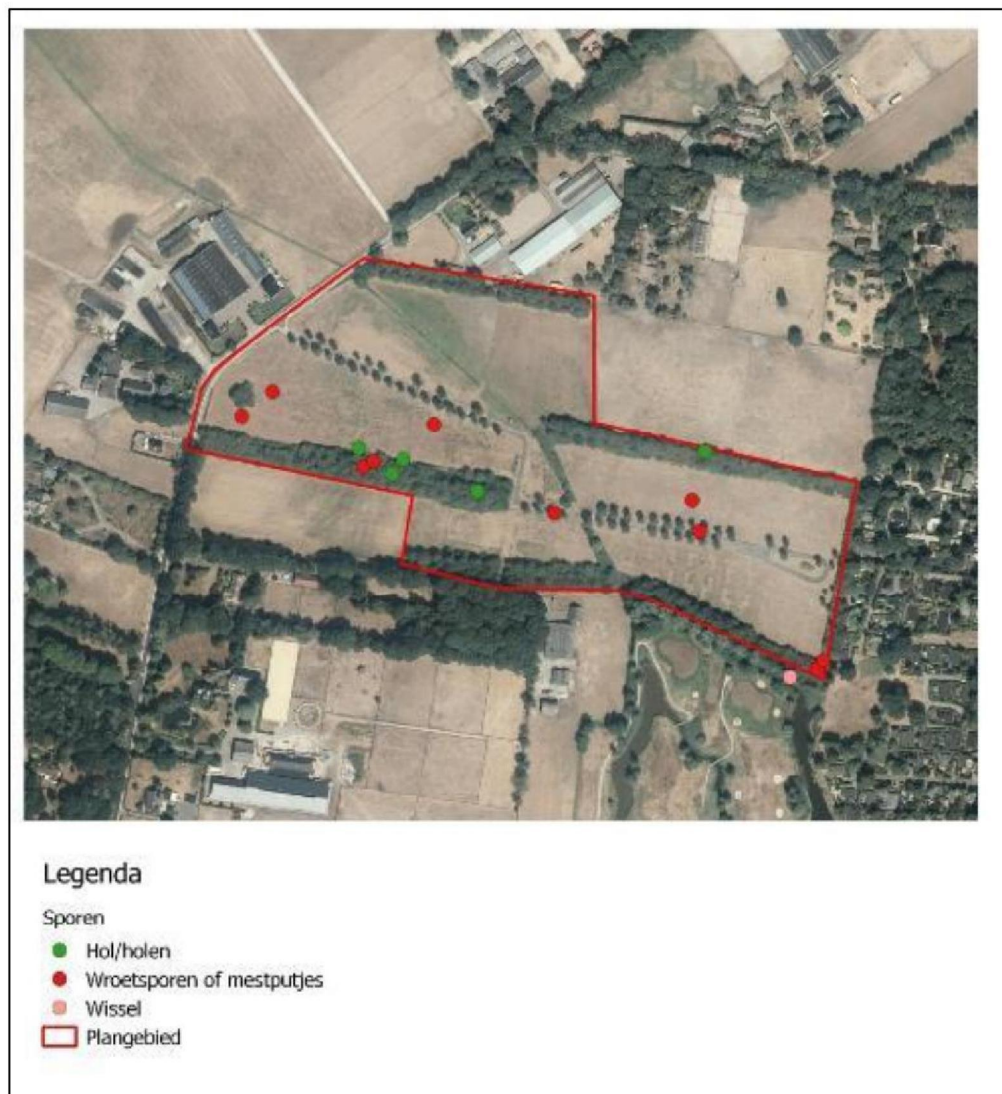 Legenda
Sporen
Hol/holen
Wroetsporen of mestputjes
Wissel
Plangebied